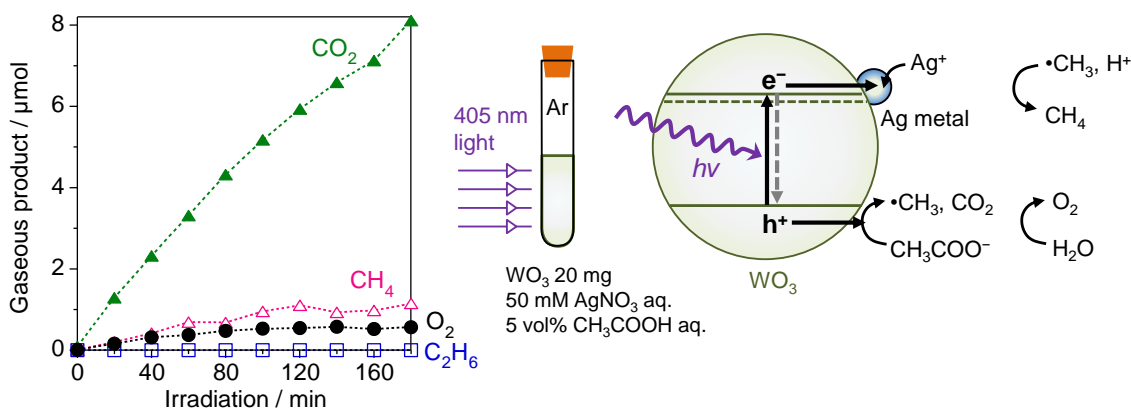 Gaseous product / μmol
8
6
4
2
0
0
40
80
120
160
Irradiation / min
CO₂
CH₄
O₂
C₂H₆
405 nm
light
Ar
WO₃ 20 mg
50 mM AgNO₃ aq.
5 vol% CH₃COOH aq.
hν
e⁻
h⁺
WO₃
Ag⁺
Ag metal
•CH₃, H⁺
CH₄
•CH₃, CO₂
CH₃COO⁻
O₂
H₂O